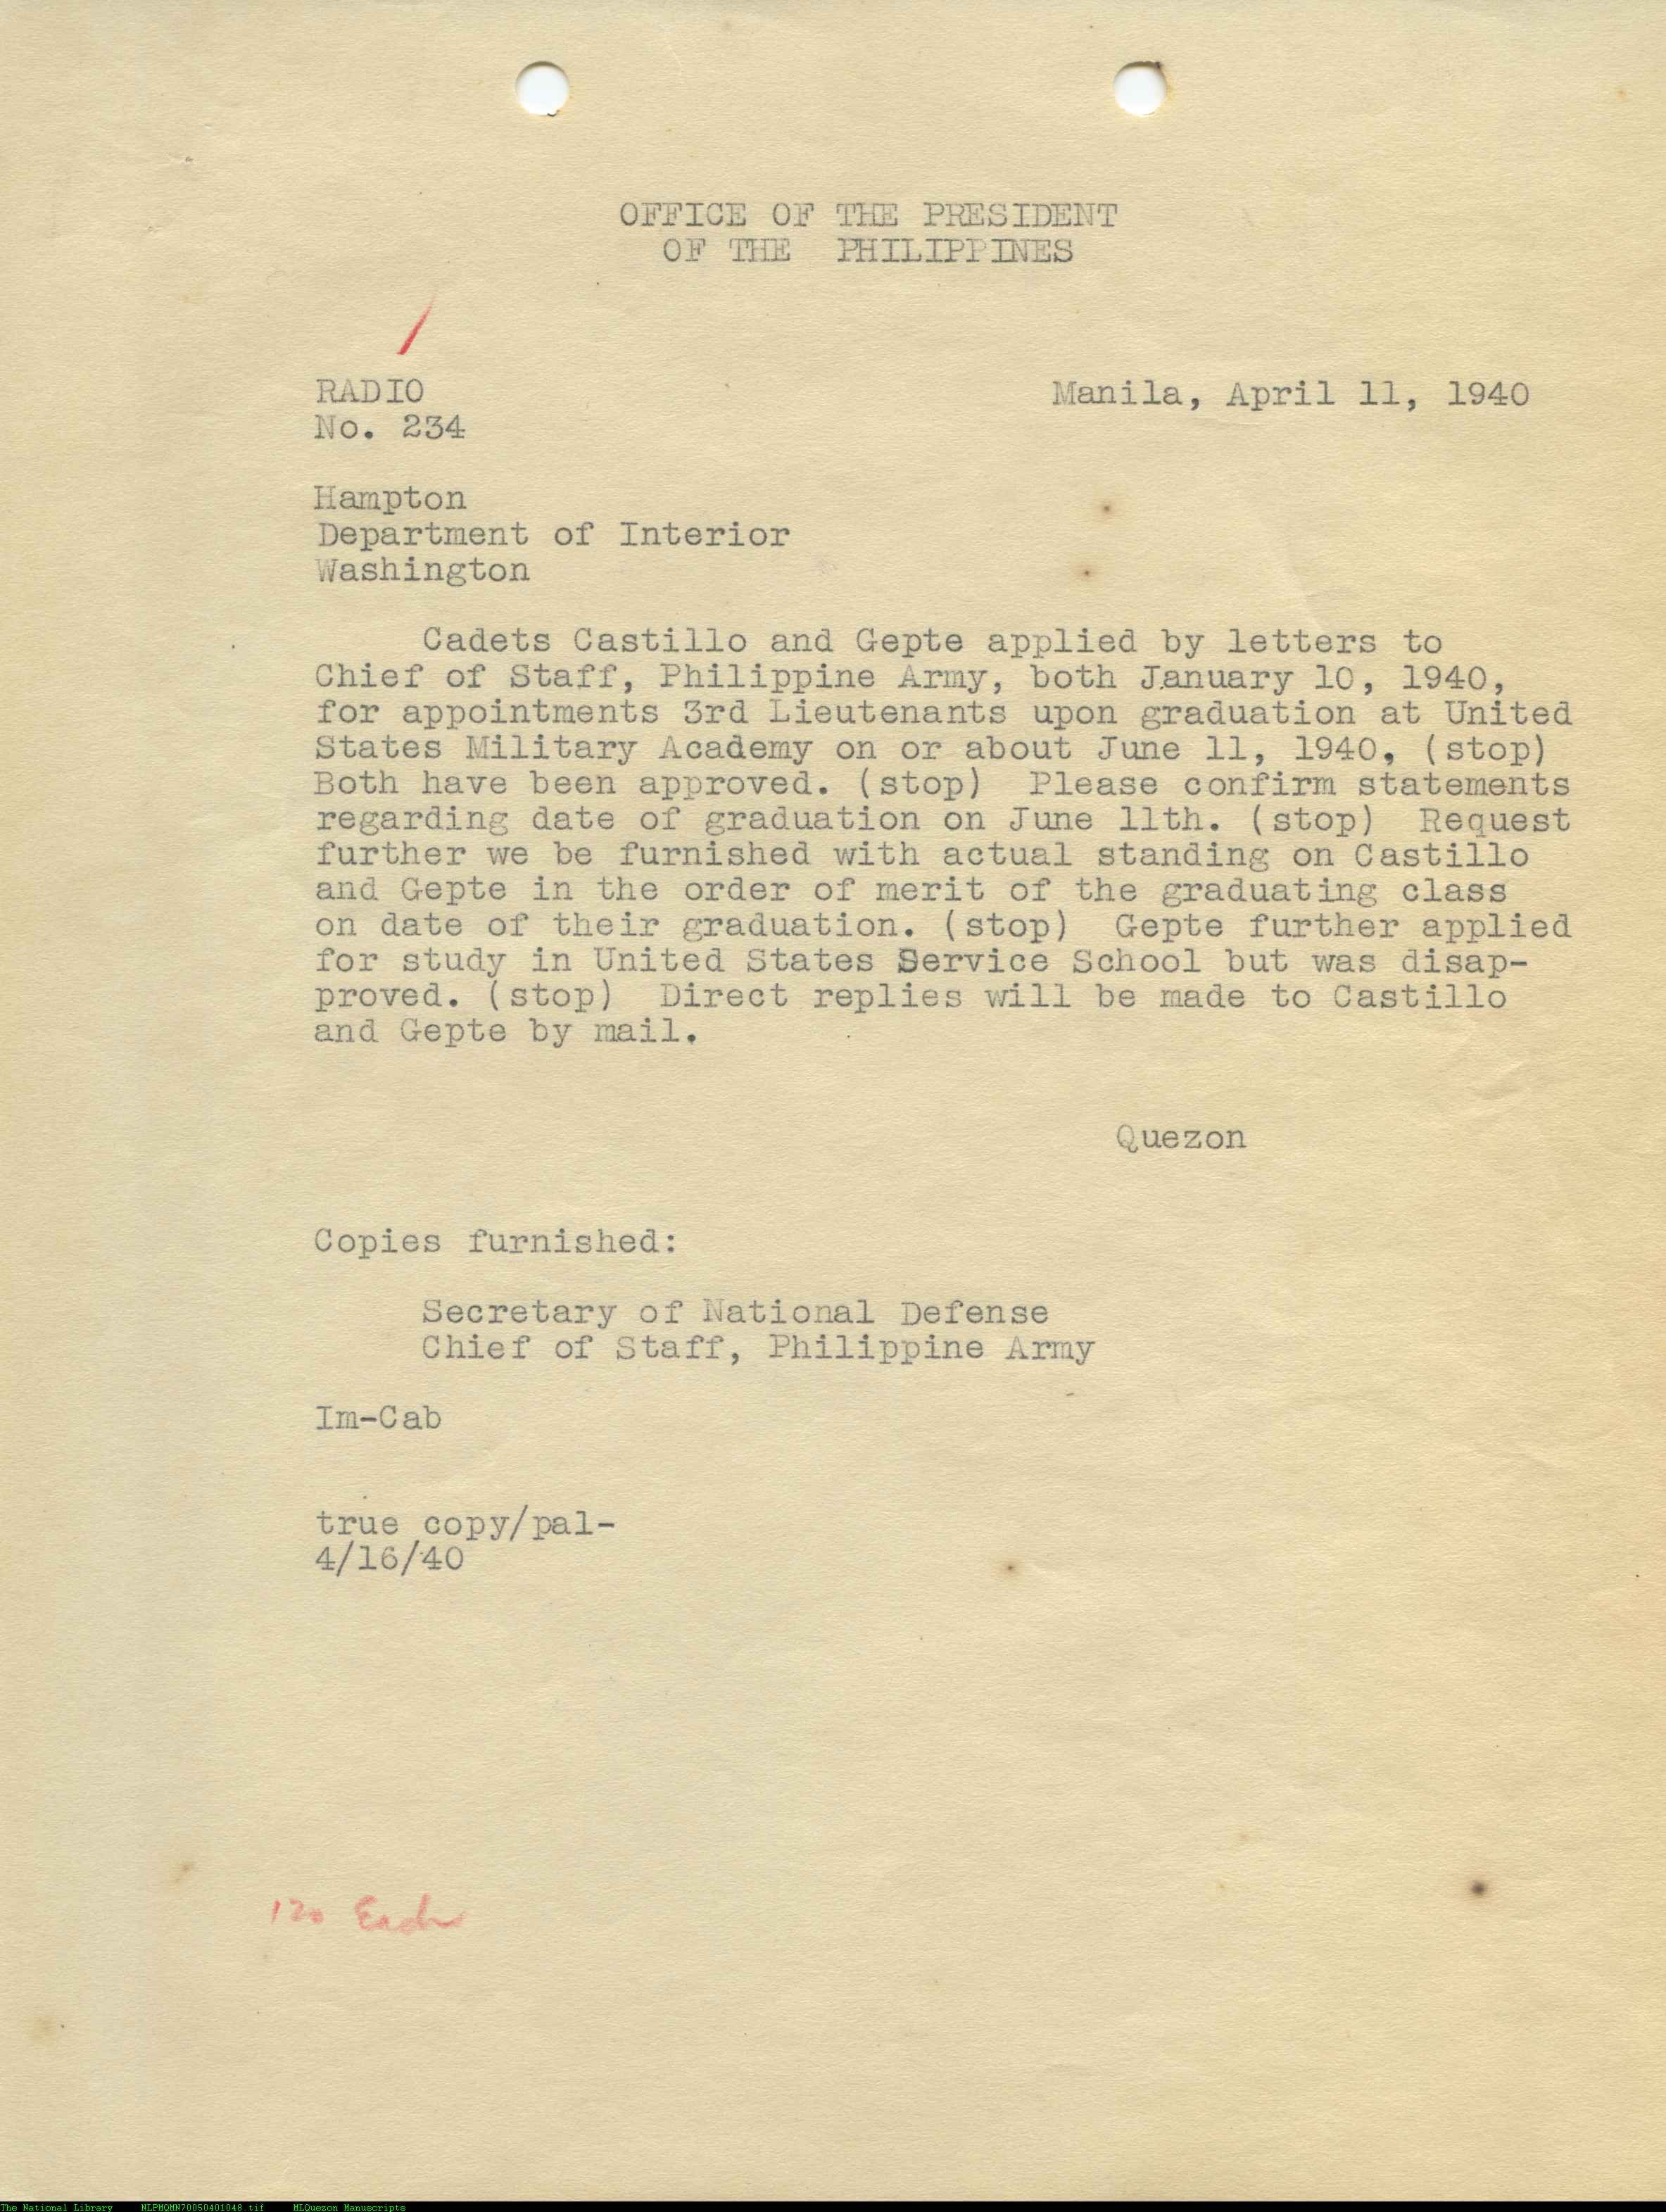 OFFICE OF THE PRESIDENT
OF THE PHILIPPINES
RADIO
No. 234
Manila, April 11, 1940
Hampton
Department of Interior
Washington
Cadets Castillo and Gepte applied by letters to
Chief of Staff, Philippine Army, both January 10, 1940,
for appointments 3rd Lieutenants upon graduation at United
States Military Academy on or about June 11, 1940, (stop)
Both have been approved. (stop) Please confirm statements
regarding date of graduation on June 11th. (stop) Request
further we be furnished with actual standing on Castillo
and Gepte in the order of merit of the graduating class
on date of their graduation. (stop) Gepte further applied
for study in United States Service School but was disap-
proved. (stop) Direct replies will be made to Castillo
and Gepte by mail.
Quezon
Copies furnished:
Secretary of National Defense
Chief of Staff, Philippine Army
Im-Cab
true copy/pal-
4/16/40
120 Each
The National Library NLPMQMN70050401048.tif MLQuezon Manuscripts